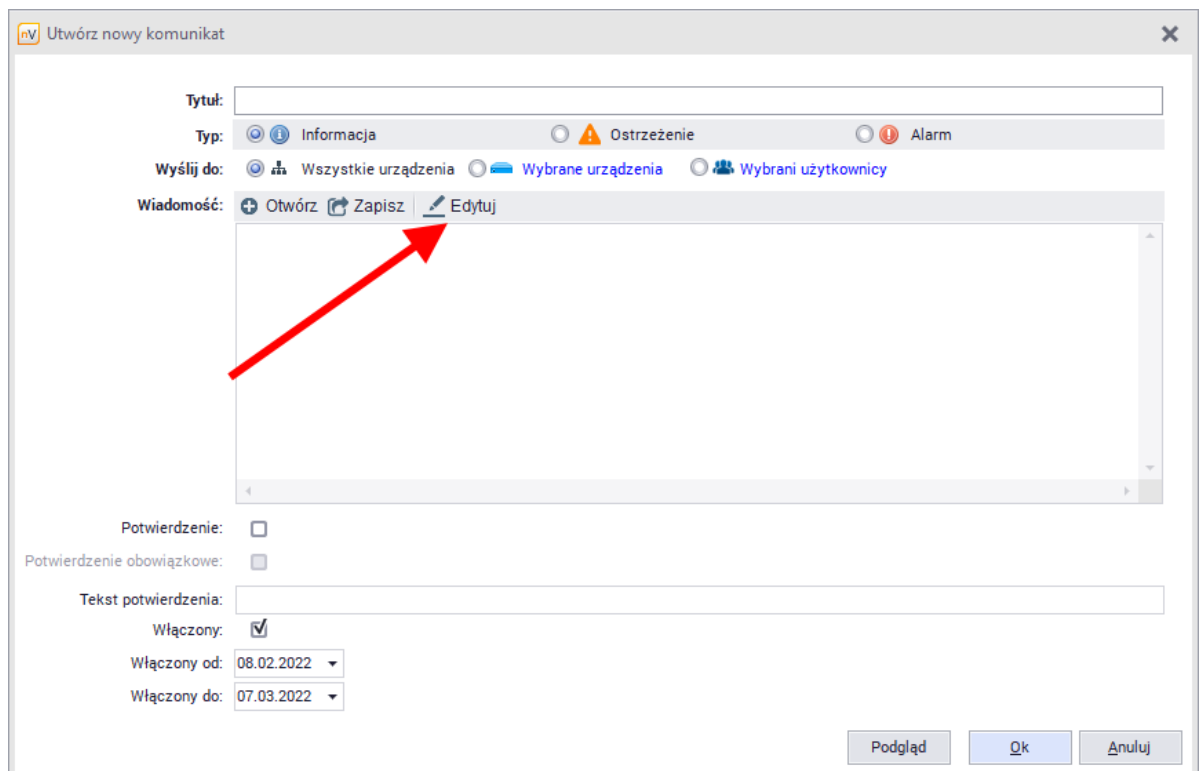 nV Utwórz nowy komunikat
Tytuł:
Typ: Informacja Ostrzeżenie Alarm
Wyślij do: Wszystkie urządzenia Wybrane urządzenia Wybrani użytkownicy
Wiadomość: Otwórz Zapisz Edytuj
Potwierdzenie:
Potwierdzenie obowiązkowe:
Tekst potwierdzenia:
Włączony:
Włączony od: 08.02.2022
Włączony do: 07.03.2022
Podgląd Ok Anuluj